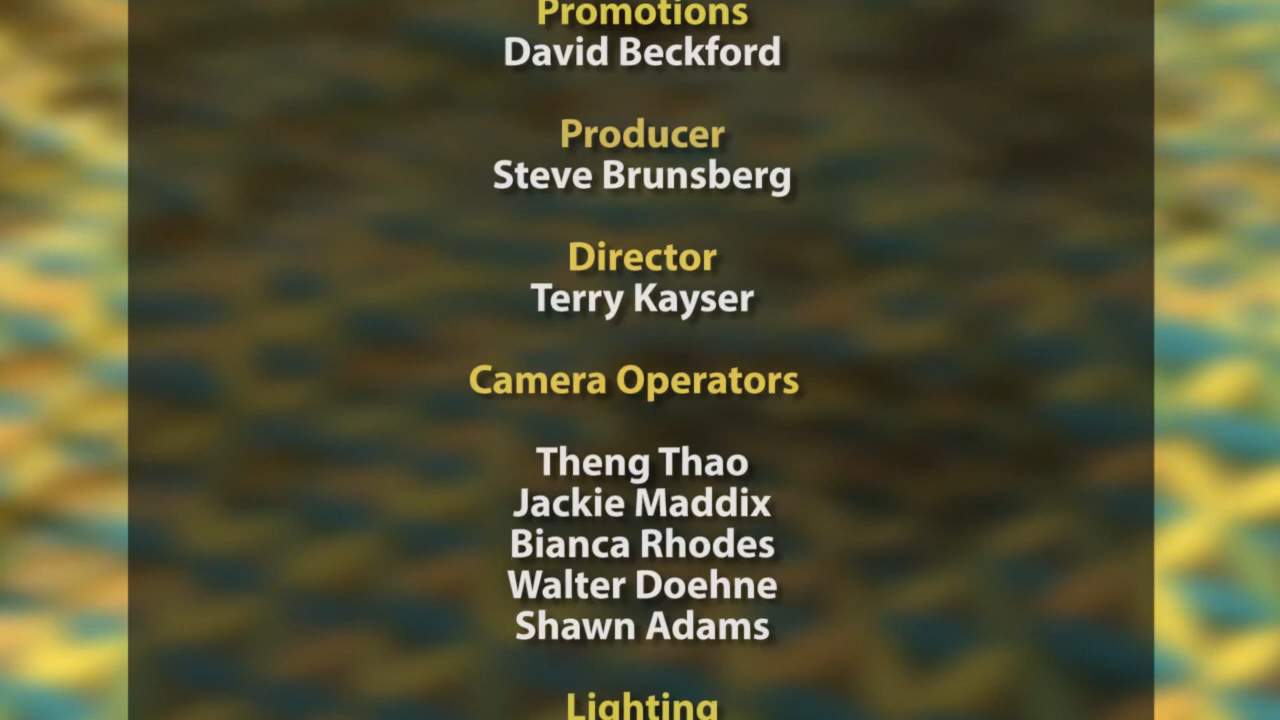 Promotions
David Beckford
Producer
Steve Brunsberg
Director
Terry Kayser
Camera Operators
Theng Thao
Jackie Maddix
Bianca Rhodes
Walter Doehne
Shawn Adams
Lighting